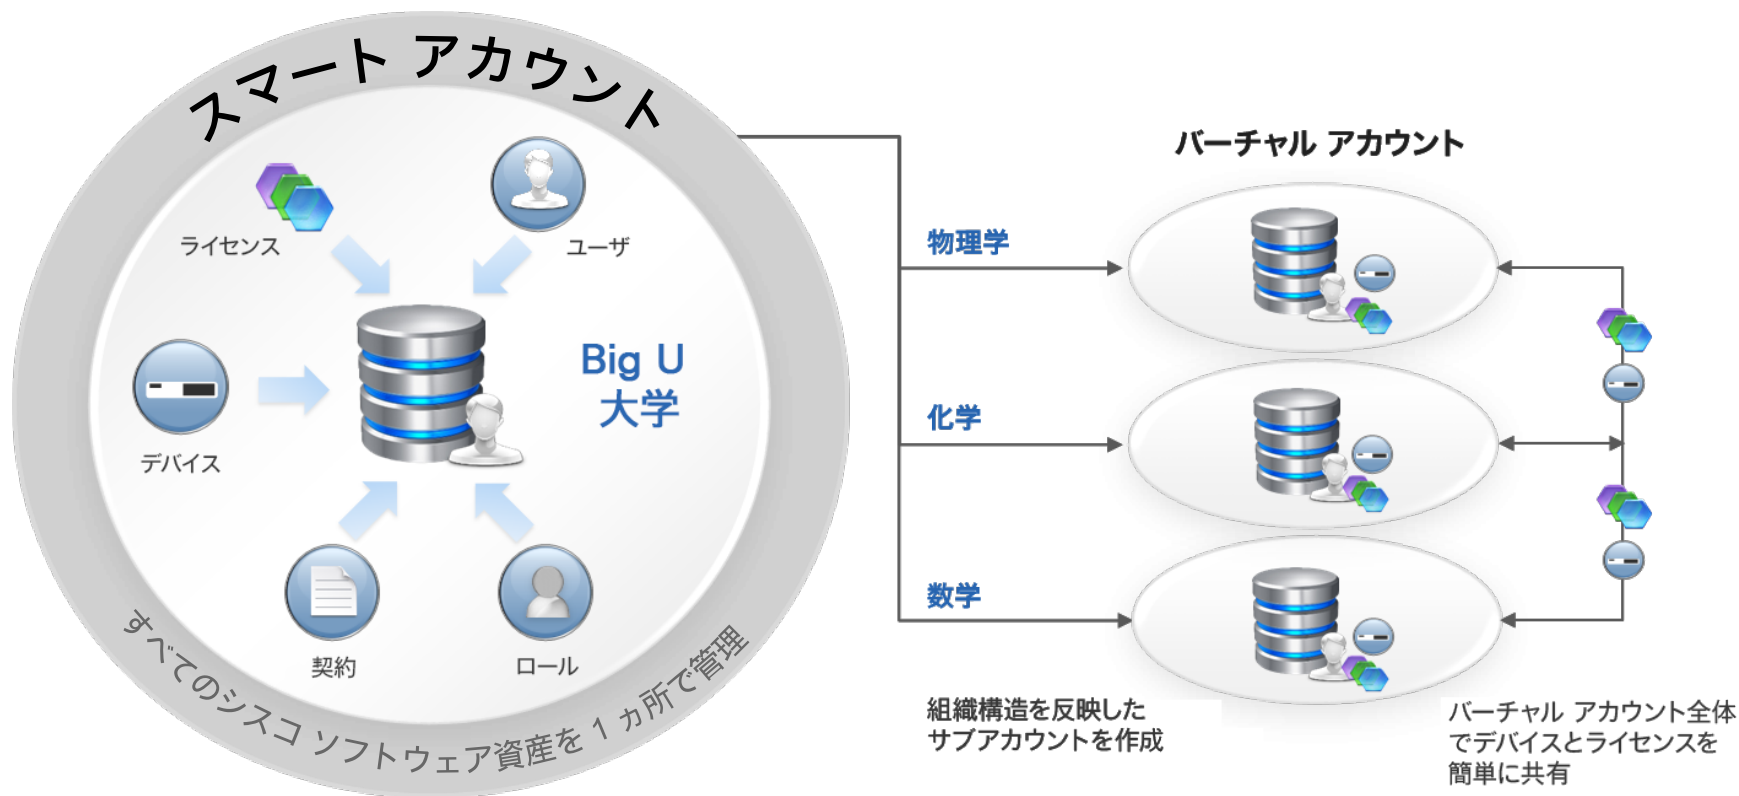 スマート アカウント
ライセンス
ユーザ
デバイス
Big U
大学
契約
ロール
すべてのシスコ ソフトウェア資産を 1 ヵ所で管理
バーチャル アカウント
物理学
化学
数学
組織構造を反映した
サブアカウントを作成
バーチャル アカウント全体
でデバイスとライセンスを
簡単に共有